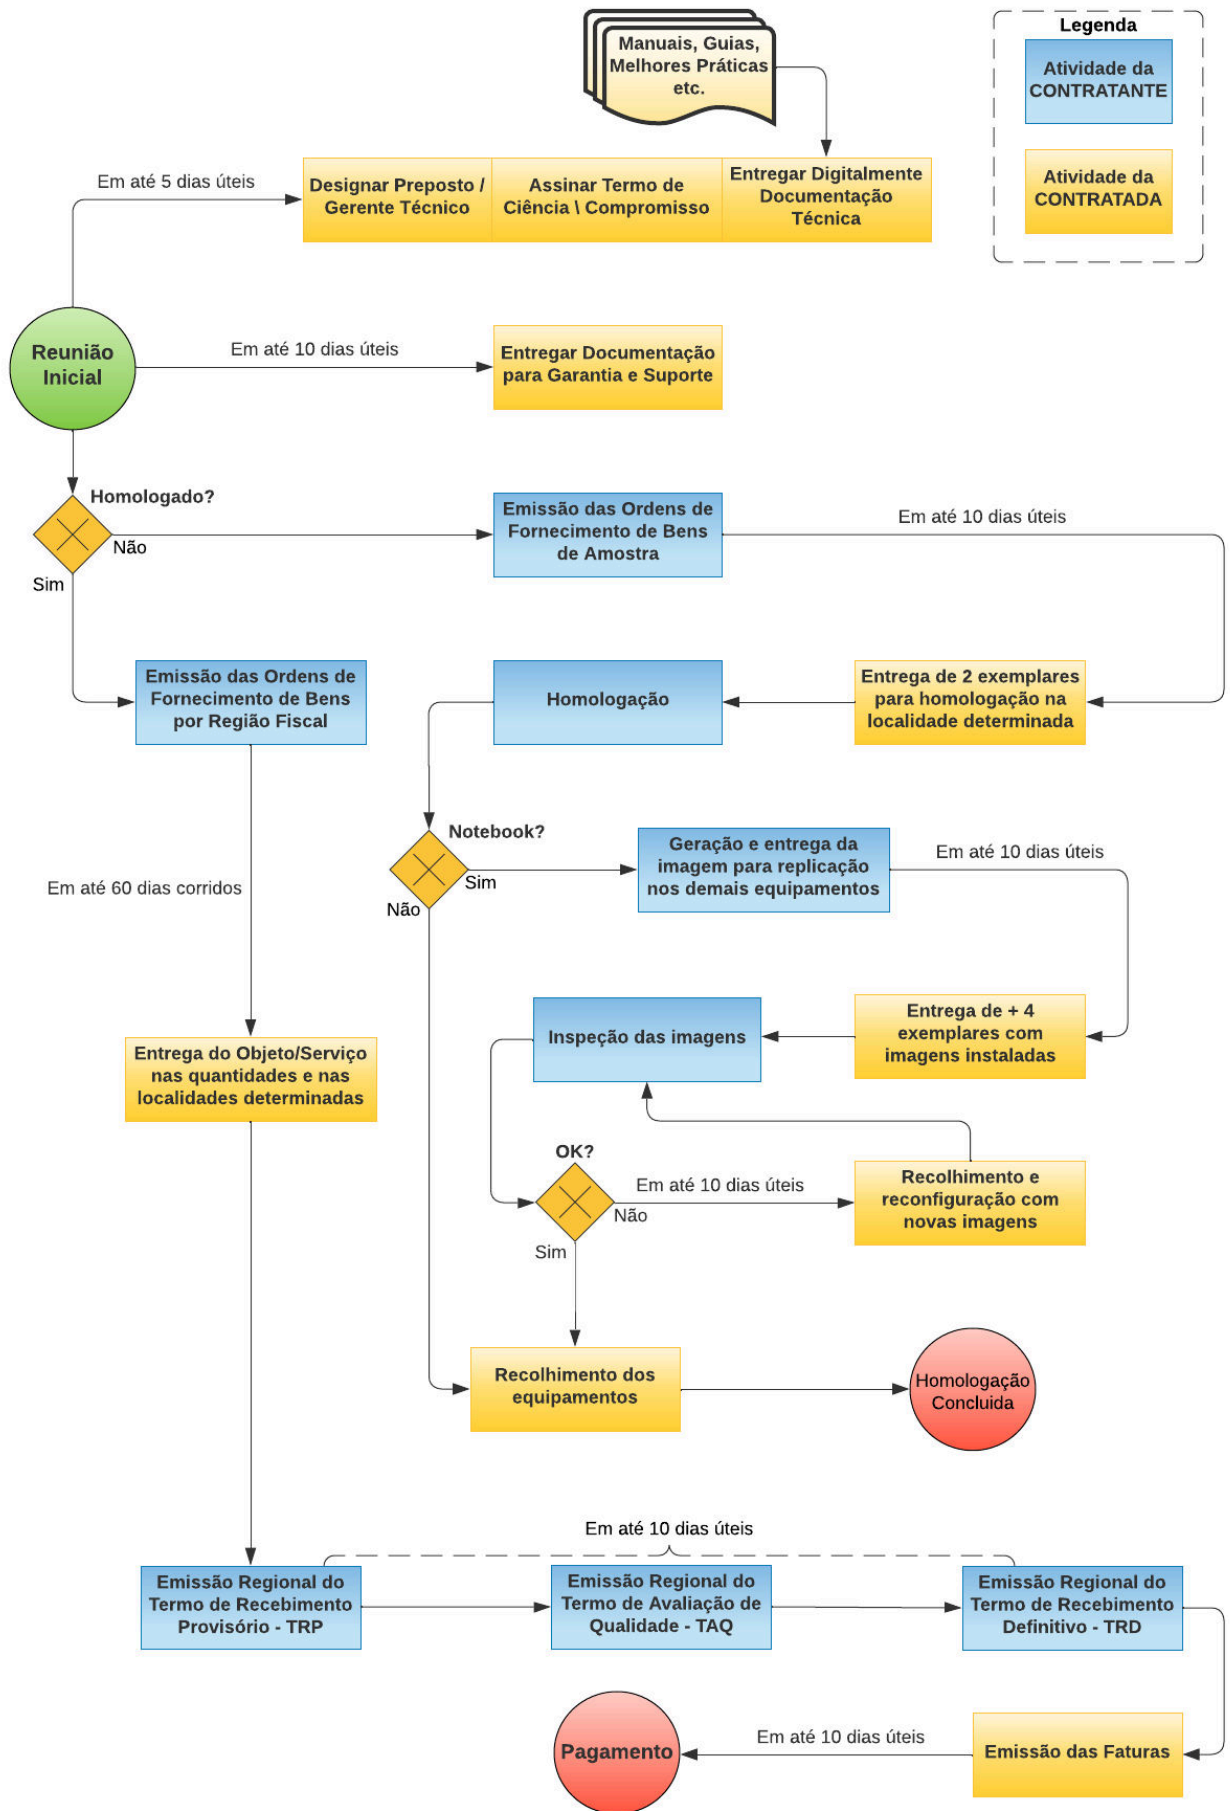 Manuais, Guias,
Melhores Práticas
etc.
Legenda
Atividade da
CONTRATANTE
Atividade da
CONTRATADA
Em até 5 dias úteis
Designar Preposto /
Gerente Técnico
Assinar Termo de
Ciência \ Compromisso
Entregar Digitalmente
Documentação
Técnica
Reunião
Inicial
Em até 10 dias úteis
Entregar Documentação
para Garantia e Suporte
Homologado?
Não
Sim
Emissão das Ordens de
Fornecimento de Bens
de Amostra
Em até 10 dias úteis
Emissão das Ordens de
Fornecimento de Bens
por Região Fiscal
Homologação
Entrega de 2 exemplares
para homologação na
localidade determinada
Notebook?
Sim
Não
Geração e entrega da
imagem para replicação
nos demais equipamentos
Em até 10 dias úteis
Em até 60 dias corridos
Inspeção das imagens
Entrega de + 4
exemplares com
imagens instaladas
Entrega do Objeto/Serviço
nas quantidades e nas
localidades determinadas
OK?
Em até 10 dias úteis
Não
Sim
Recolhimento e
reconfiguração com
novas imagens
Recolhimento dos
equipamentos
Homologação
Concluida
Em até 10 dias úteis
Emissão Regional do
Termo de Recebimento
Provisório - TRP
Emissão Regional do
Termo de Avaliação de
Qualidade - TAQ
Emissão Regional do
Termo de Recebimento
Definitivo - TRD
Pagamento
Em até 10 dias úteis
Emissão das Faturas